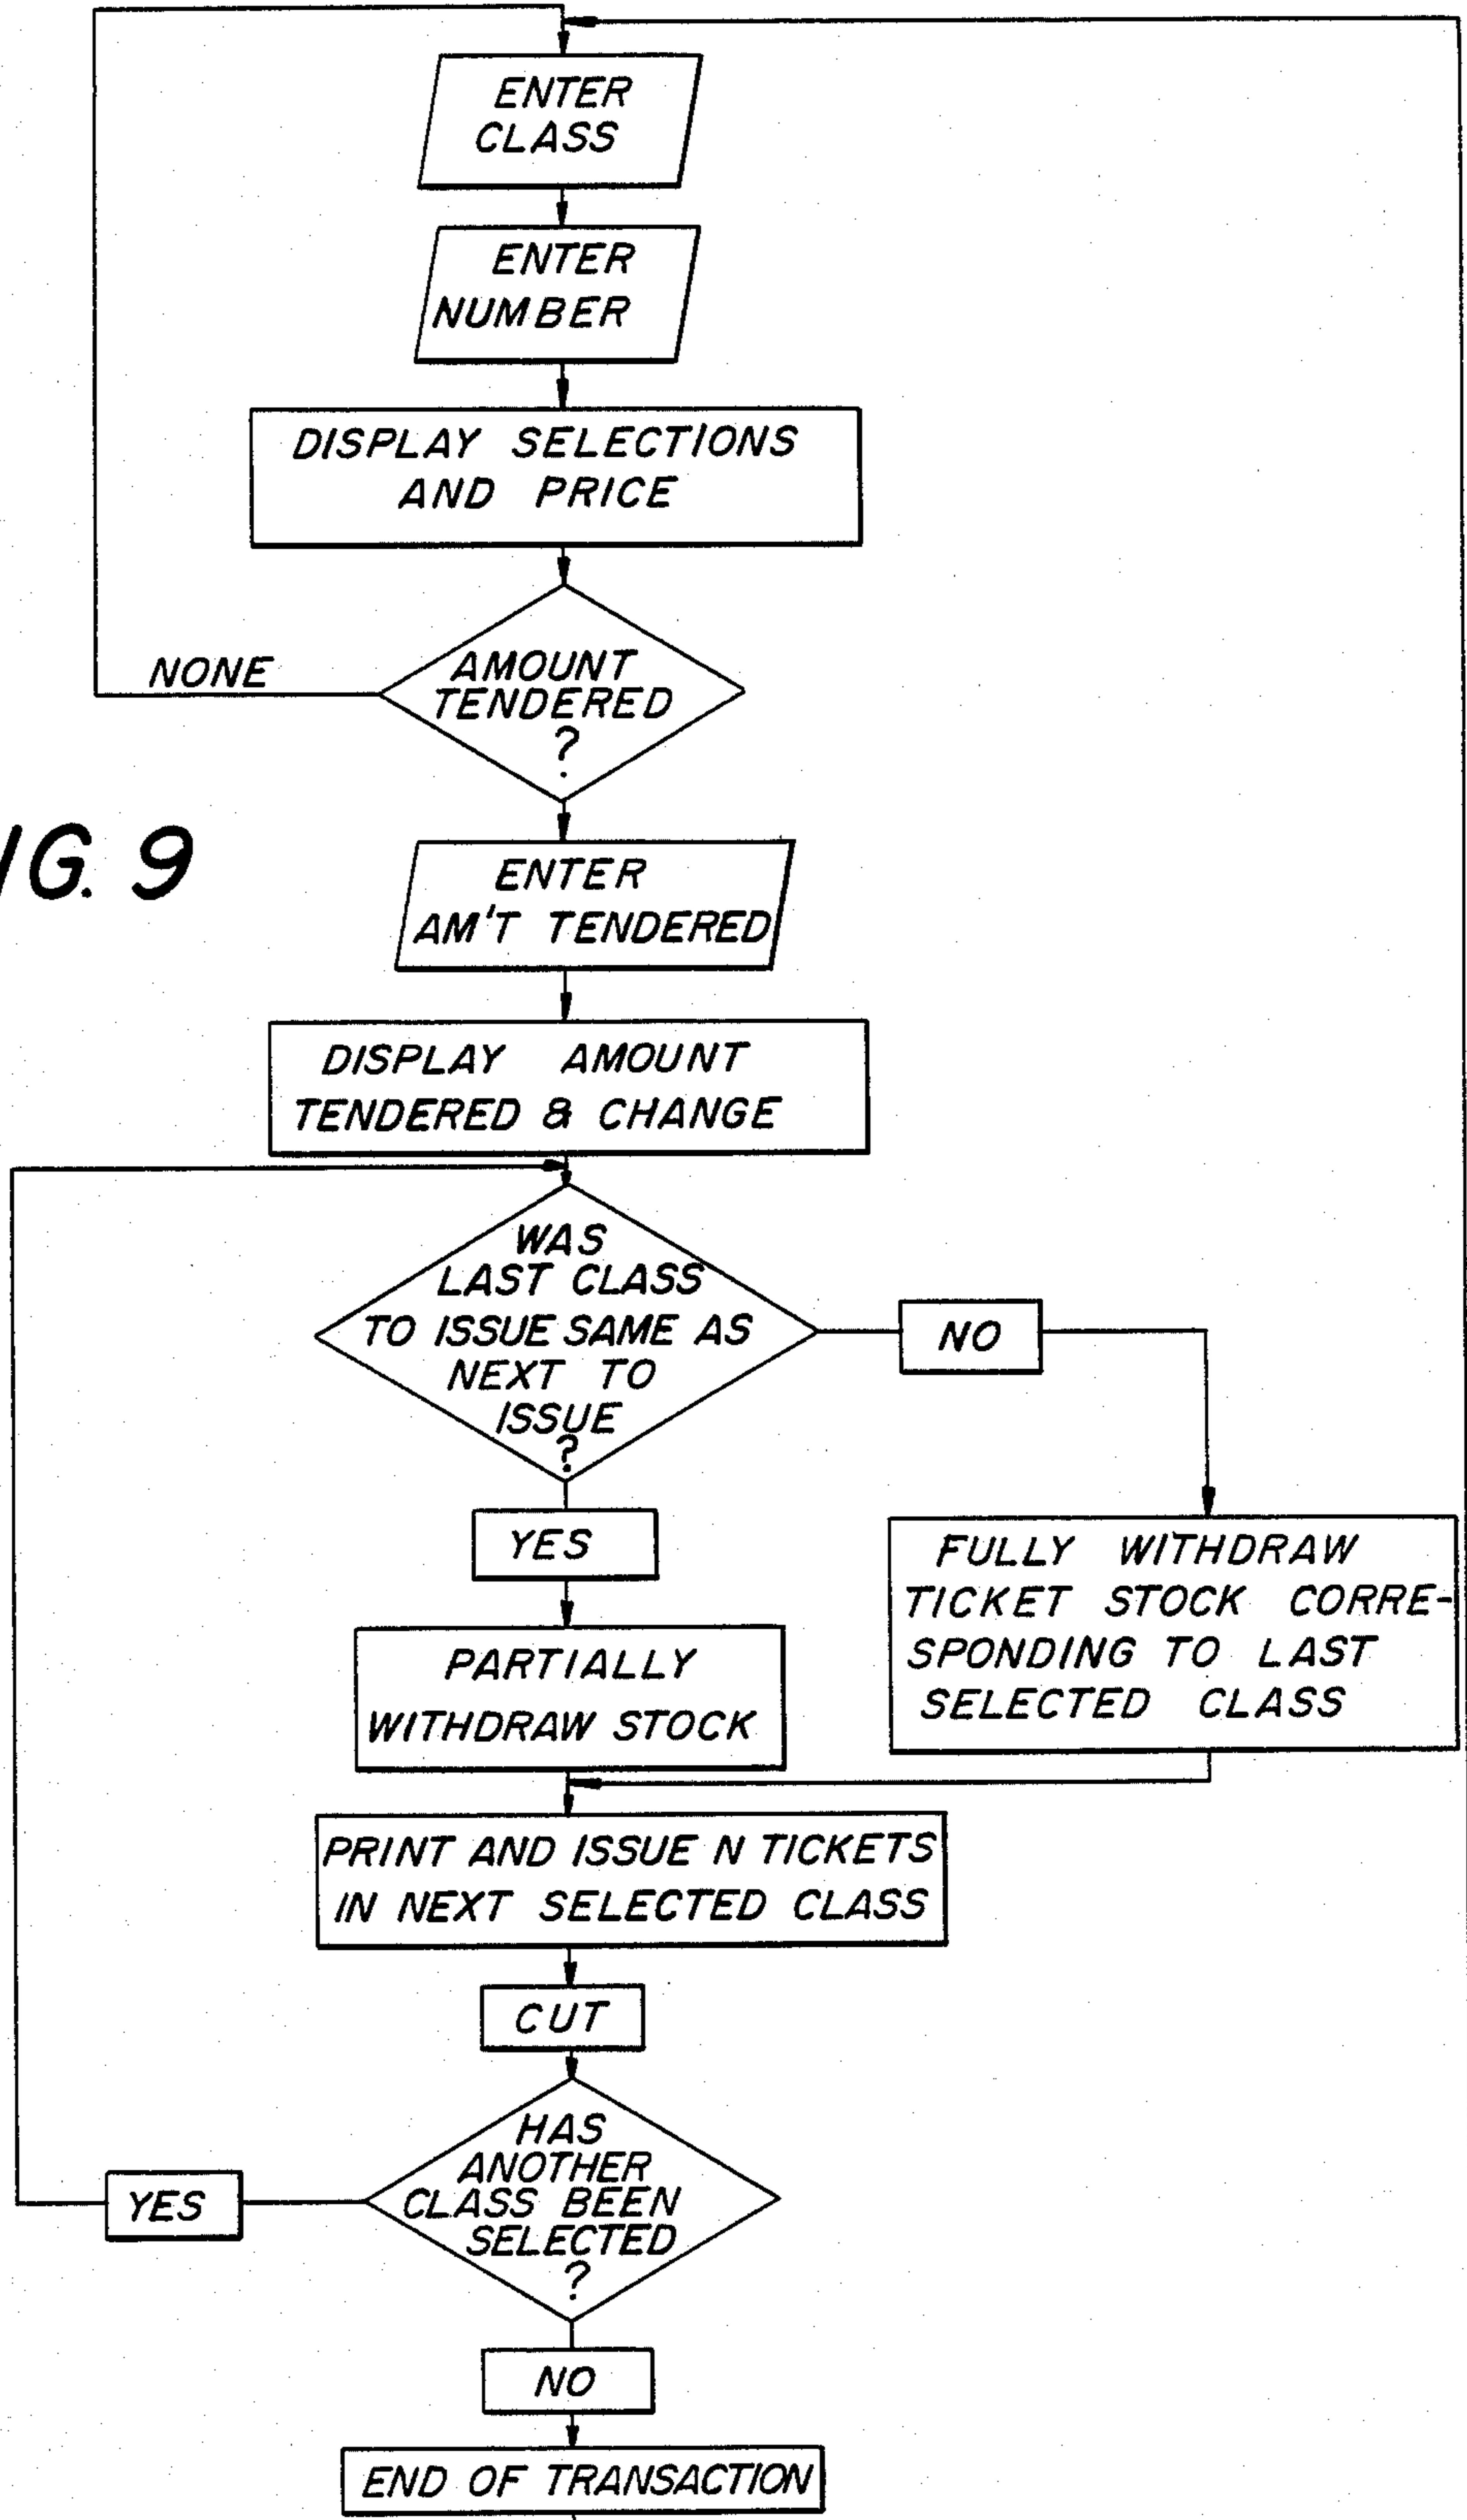 ENTER
CLASS
ENTER
NUMBER
DISPLAY SELECTIONS
AND PRICE
NONE
AMOUNT
TENDERED
?
IG. 9
ENTER
AM'T TENDERED
DISPLAY AMOUNT
TENDERED & CHANGE
WAS
LAST CLASS
TO ISSUE SAME AS
NEXT TO
ISSUE
?
NO
YES
FULLY WITHDRAW
TICKET STOCK CORRE-
SPONDING TO LAST
SELECTED CLASS
PARTIALLY
WITHDRAW STOCK
PRINT AND ISSUE N TICKETS
IN NEXT SELECTED CLASS
CUT
HAS
ANOTHER
CLASS BEEN
SELECTED
?
YES
NO
END OF TRANSACTION